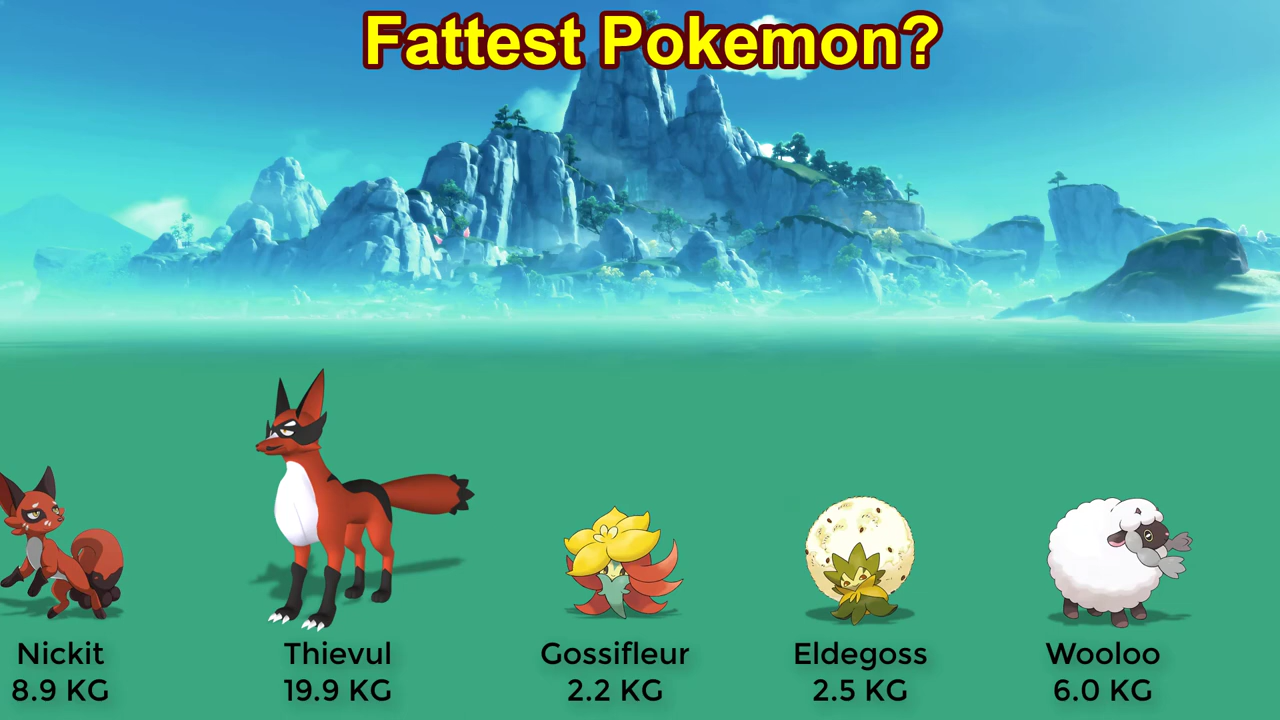 Fattest Pokemon?
Nickit
8.9 KG
Thievul
19.9 KG
Gossifleur
2.2 KG
Eldegoss
2.5 KG
Wooloo
6.0 KG